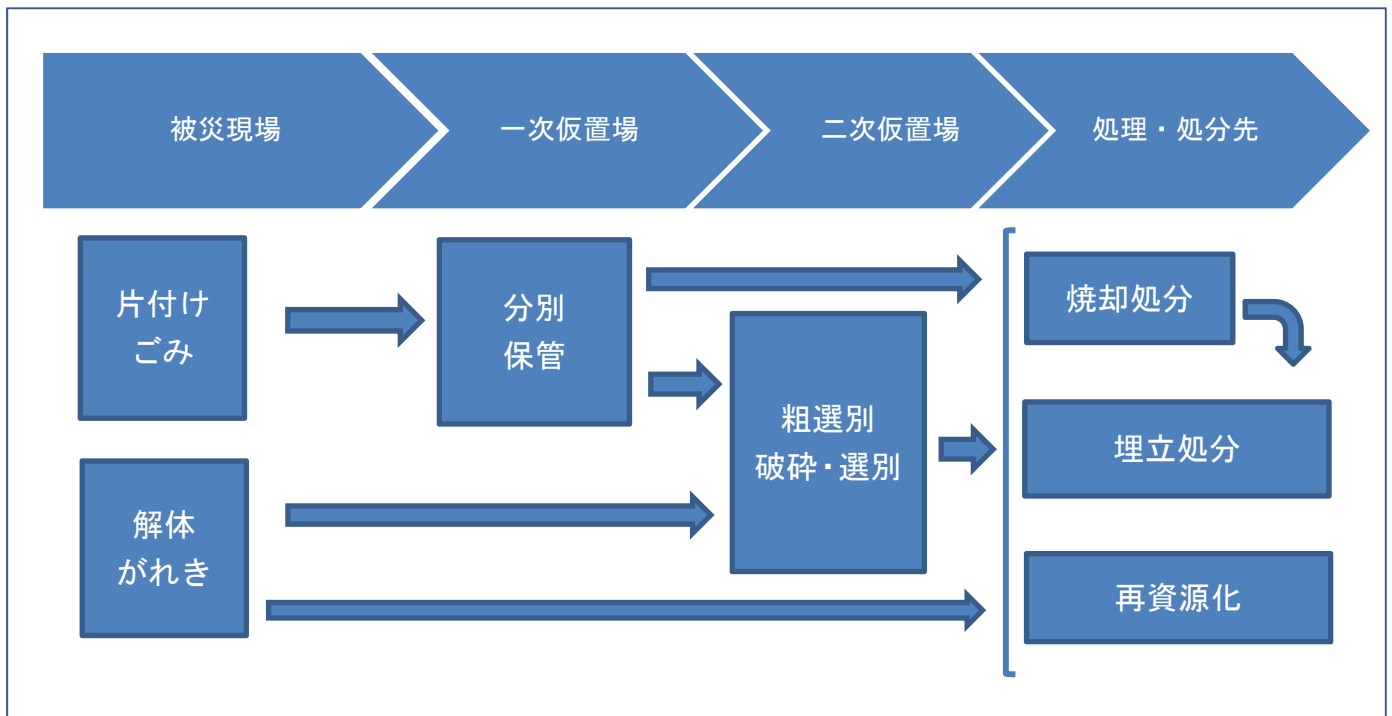 被災現場
一次仮置場
二次仮置場
処理・処分先
片付け
ごみ
分別
保管
焼却処分
粗選別
破砕・選別
埋立処分
解体
がれき
再資源化